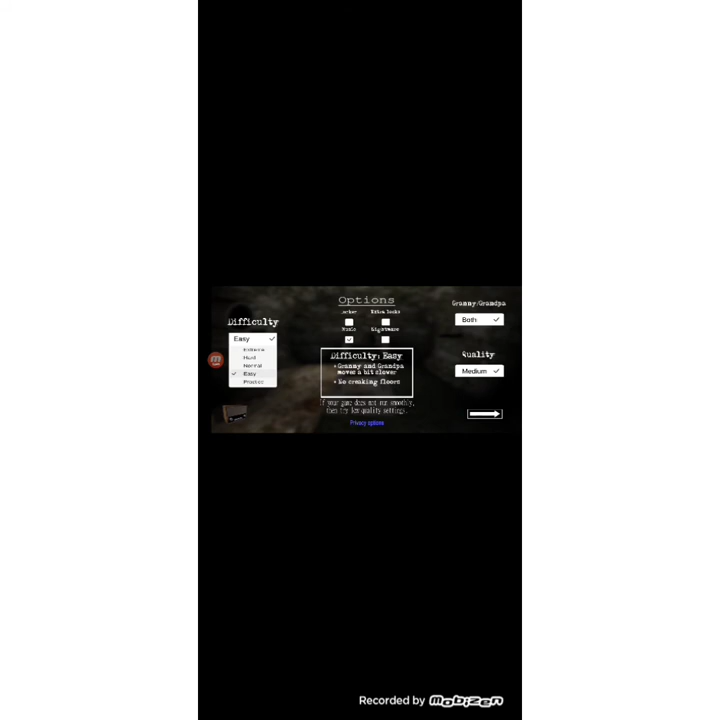 Options
Granny/Grandpa
Locker
Extra locks
Difficulty
Both
Music
Nightmare
Easy
Extreme
Hard
Normal
Easy
Practice
Difficulty: Easy
• Granny and Grandpa
moves a bit slower
• No creaking floors
Quality
Medium
If your game does not run smoothly,
then try low quality settings.
Privacy options
Recorded by Mobizen